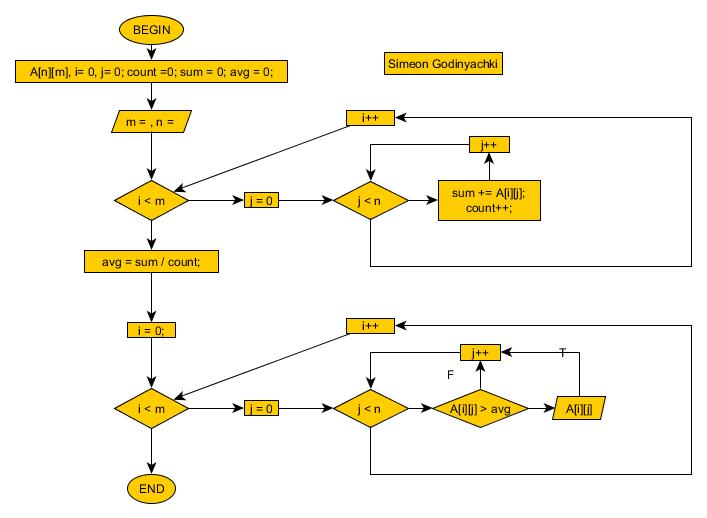 BEGIN
A[n][m], i= 0, j= 0; count =0; sum = 0; avg = 0;
Simeon Godinyachki
m = , n =
i++
j++
i < m
j = 0
j < n
sum += A[i][j];
count++;
avg = sum / count;
i = 0;
i++
j++
T
F
i < m
j = 0
j < n
A[i][j] > avg
A[i][j]
END